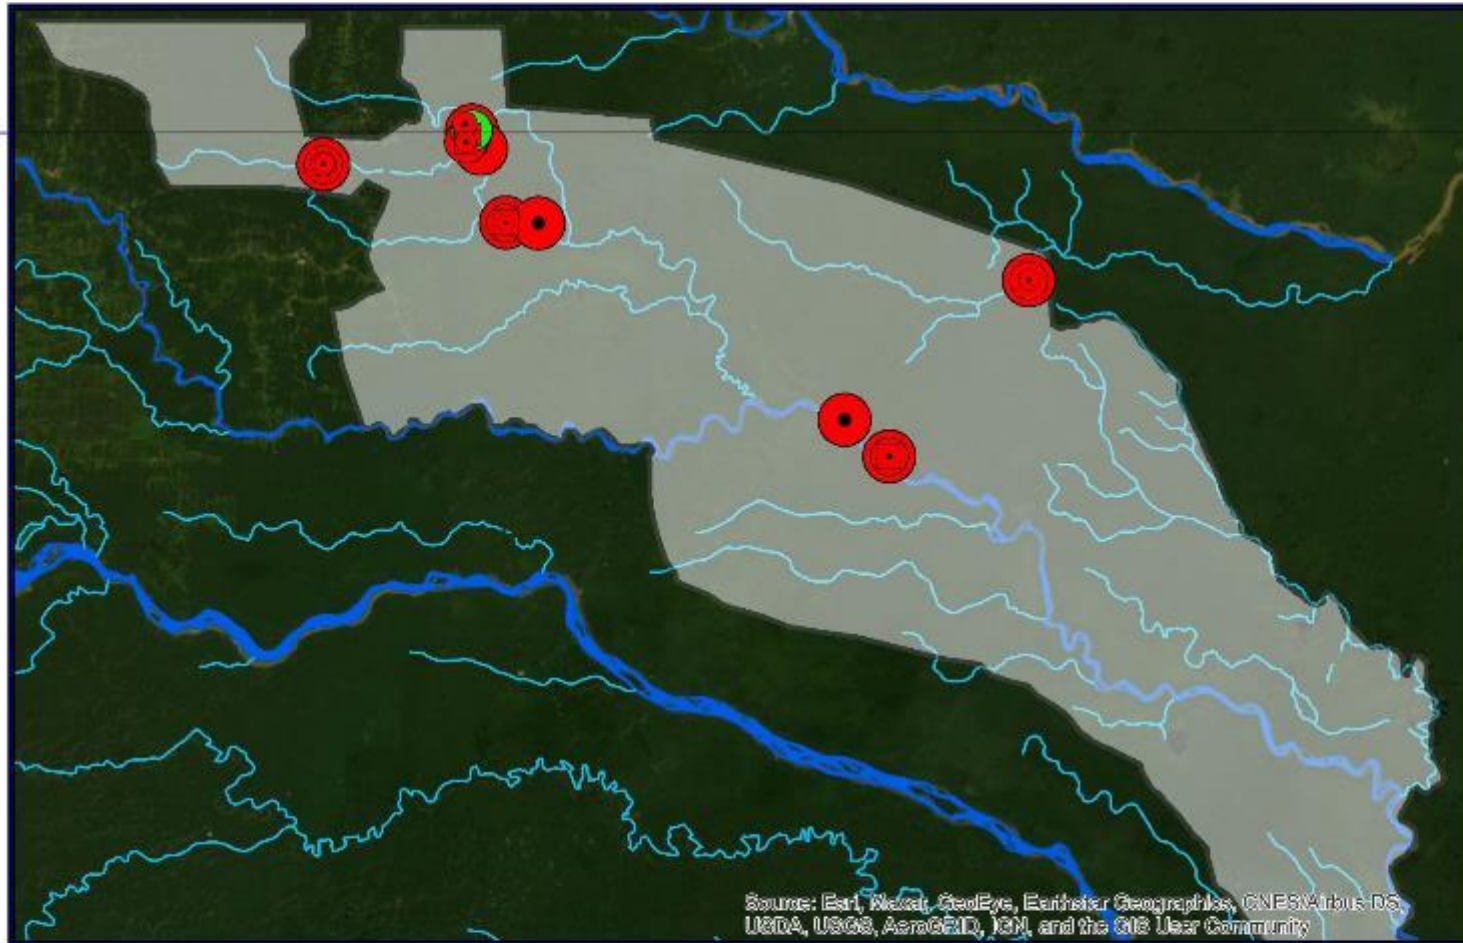 Source: Esri, Maxar, GeoEye, Earthstar Geographics, CNES/Airbus DS,
USDA, USGS, AeroGRID, IGN, and the GIS User Community